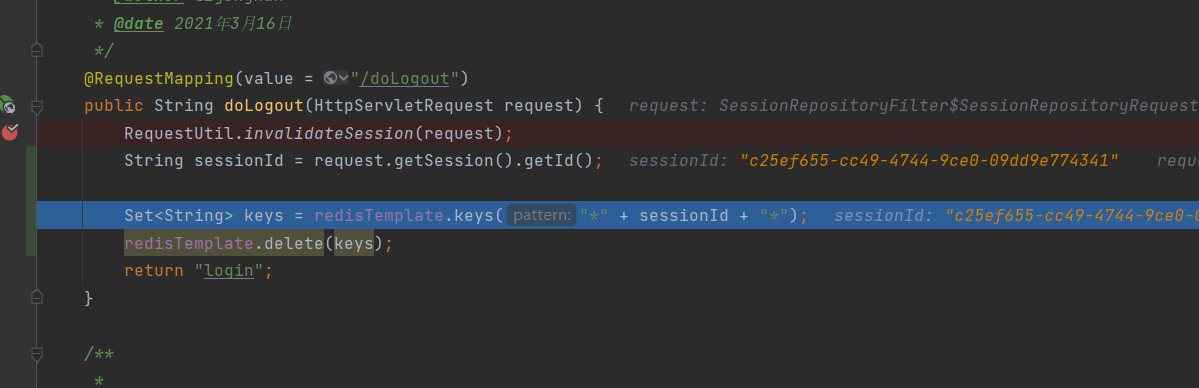 * @date 2021年3月16日
*/
@RequestMapping(value = "/doLogout")
public String doLogout(HttpServletRequest request) { request: SessionRepositoryFilter$SessionRepositoryRequest
RequestUtil.invalidateSession(request);
String sessionId = request.getSession().getId(); sessionId: "c25ef655-cc49-4744-9ce0-09dd9e774341" requ
Set<String> keys = redisTemplate.keys( pattern: "*" + sessionId + "*"); sessionId: "c25ef655-cc49-4744-9ce0-0
redisTemplate.delete(keys);
return "login";
}
/**
*